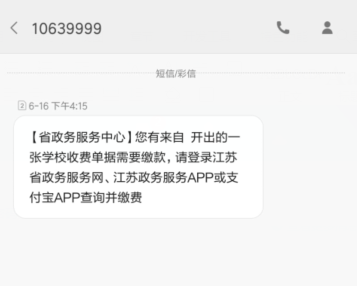 10639999
短信/彩信
2 6-16 下午4:15
【省政务服务中心】您有来自 开出的一
张学校收费单据需要缴款，请登录江苏
省政务服务网、江苏政务服务APP或支
付宝APP查询并缴费